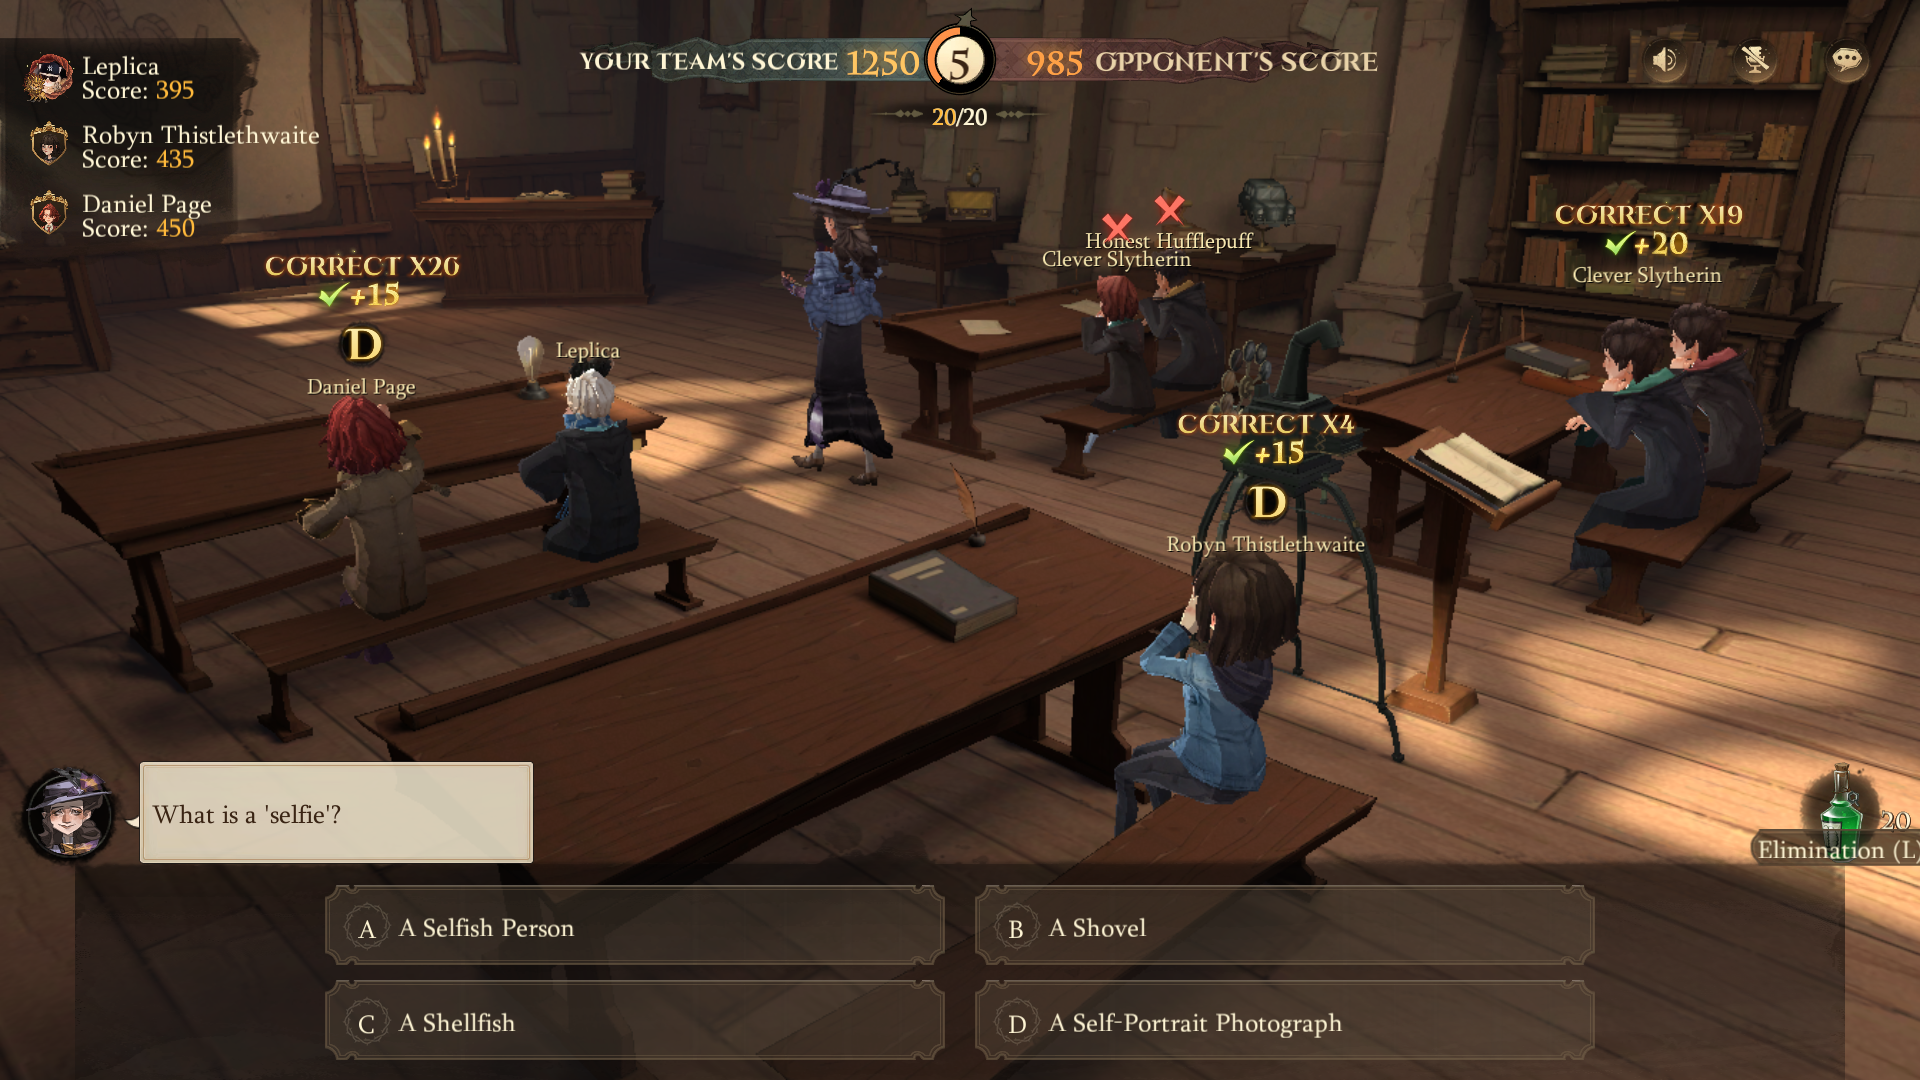 YOUR TEAM'S SCORE 1250 5 985 OPPONENT'S SCORE
20/20
Leplica
Score: 395
Robyn Thistlethwaite
Score: 435
Daniel Page
Score: 450
CORRECT X26
+15
D
Daniel Page
Leplica
Honest Hufflepuff
Clever Slytherin
CORRECT X19
+20
Clever Slytherin
CORRECT X4
+15
D
Robyn Thistlethwaite
What is a 'selfie'?
20
Elimination (L)
A A Selfish Person
B A Shovel
C A Shellfish
D A Self-Portrait Photograph